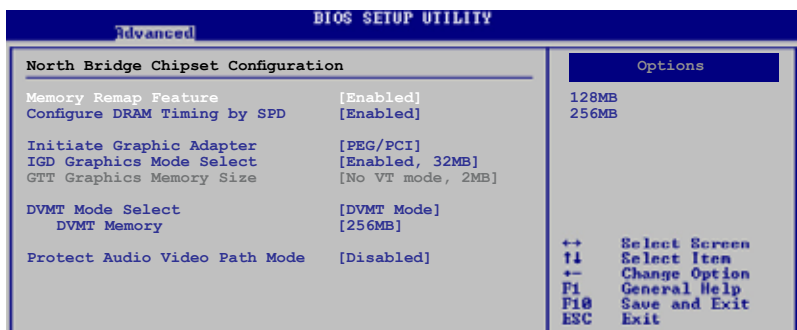 BIOS SETUP UTILITY
Advanced
North Bridge Chipset Configuration
Memory Remap Feature [Enabled]
Configure DRAM Timing by SPD [Enabled]
Initiate Graphic Adapter [PEG/PCI]
IGD Graphics Mode Select [Enabled, 32MB]
GTT Graphics Memory Size [No VT mode, 2MB]
DVMT Mode Select [DVMT Mode]
DVMT Memory [256MB]
Protect Audio Video Path Mode [Disabled]
Options
128MB
256MB
↔ Select Screen
↑↓ Select Item
+- Change Option
F1 General Help
F10 Save and Exit
ESC Exit